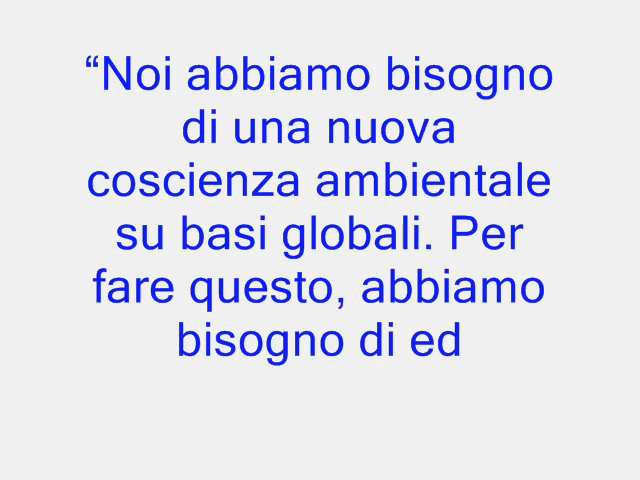 “Noi abbiamo bisogno
di una nuova
coscienza ambientale
su basi globali. Per
fare questo, abbiamo
bisogno di ed